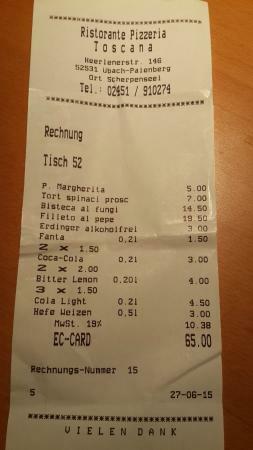 ********************************
Ristorante Pizzeria
Toscana
Heerlenerstr. 146
52531 Ubach-Palenberg
Ort Scherpenseel
Tel.: 02451 / 910274
********************************
Rechnung
Tisch 52
P. Margherita 5.00
Tort spinaci prosc 7.00
Bisteca al fungi 14.50
Filleto al pepe 19.50
Erdinger alkoholfrei 3.00
Fanta 0,2l 1.50
2 x 1.50
Coca-Cola 0,2l 3.00
2 x 2.00
Bitter Lemon 0,20l 4.00
3 x 1.50
Cola Light 0,2l 4.50
Hefe Weizen 0,5l 3.00
MwSt. 19% 10.38
EC-CARD 65.00
Rechnungs-Nummer 15
5 27-06-15
********************************
VIELEN DANK